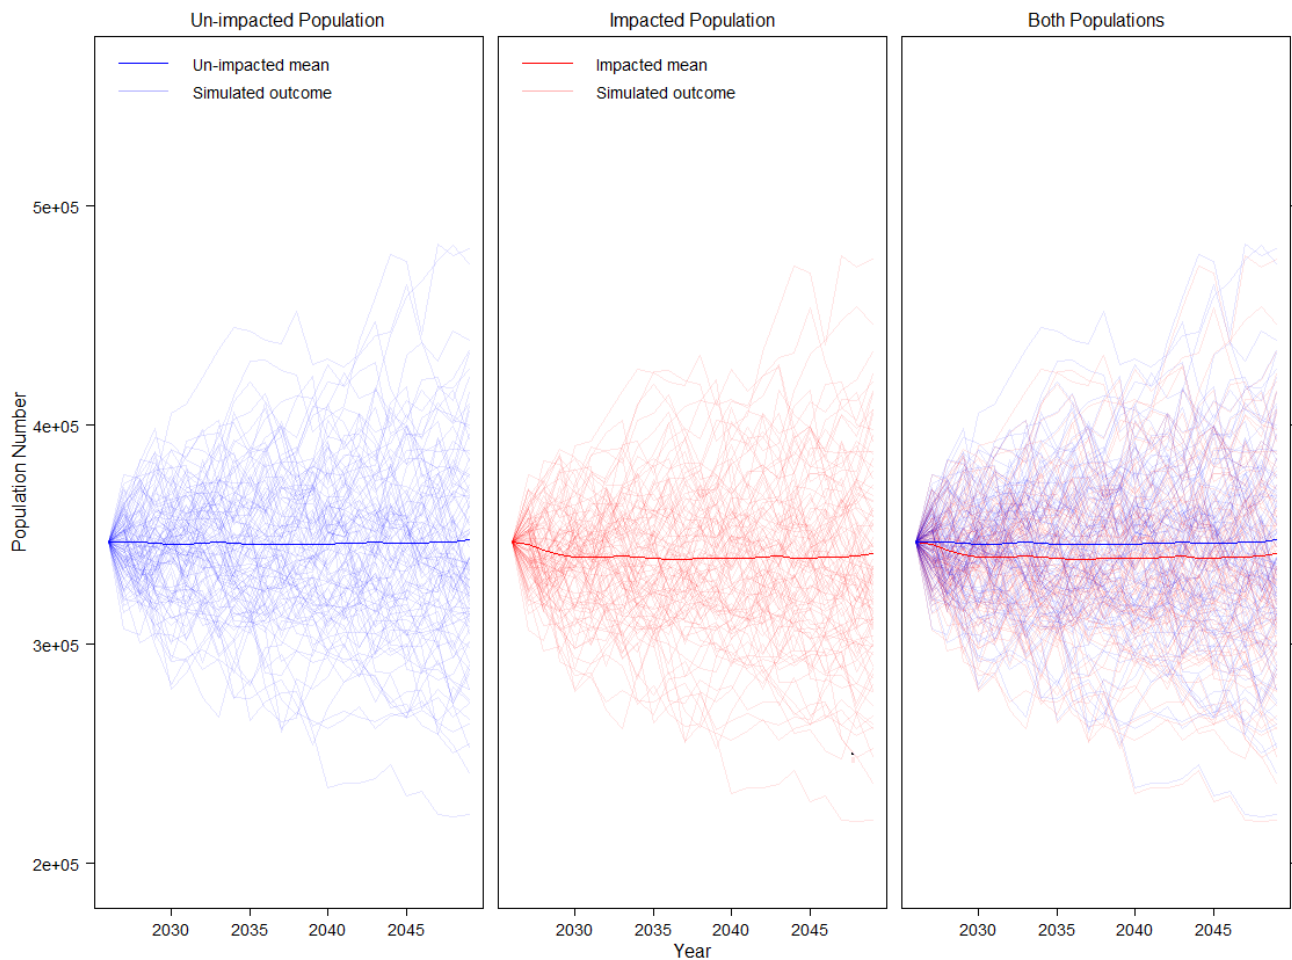 Un-impacted Population
Impacted Population
Both Populations
Un-impacted mean
Simulated outcome
Impacted mean
Simulated outcome
Population Number
5e+05
4e+05
3e+05
2e+05
2030 2035 2040 2045
2030 2035 2040 2045
2030 2035 2040 2045
Year